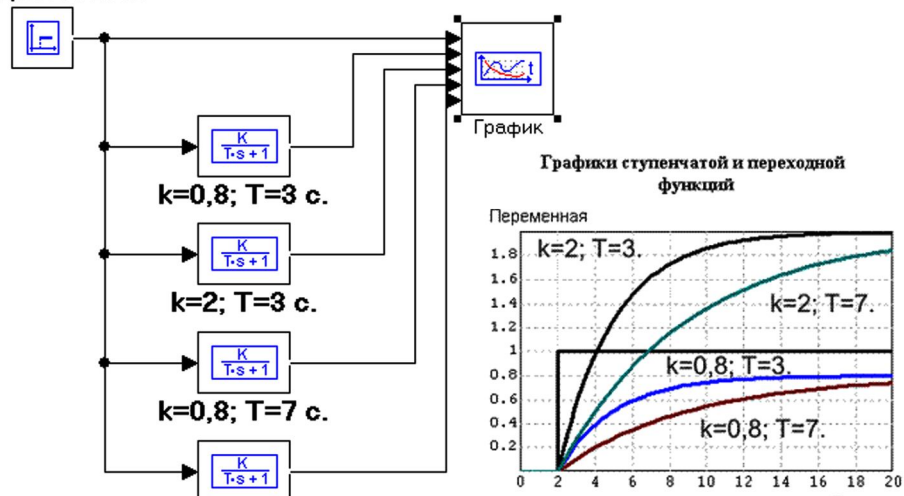 t
График
K
T·s + 1
k=0,8; T=3 с.
K
T·s + 1
k=2; T=3 с.
K
T·s + 1
k=0,8; T=7 с.
K
T·s + 1
Графики ступенчатой и переходной
функций
Переменная
k=2; T=3.
k=2; T=7.
k=0,8; T=3.
k=0,8; T=7.
1.8
1.6
1.4
1.2
1
0.8
0.6
0.4
0.2
0 2 4 6 8 10 12 14 16 18 20